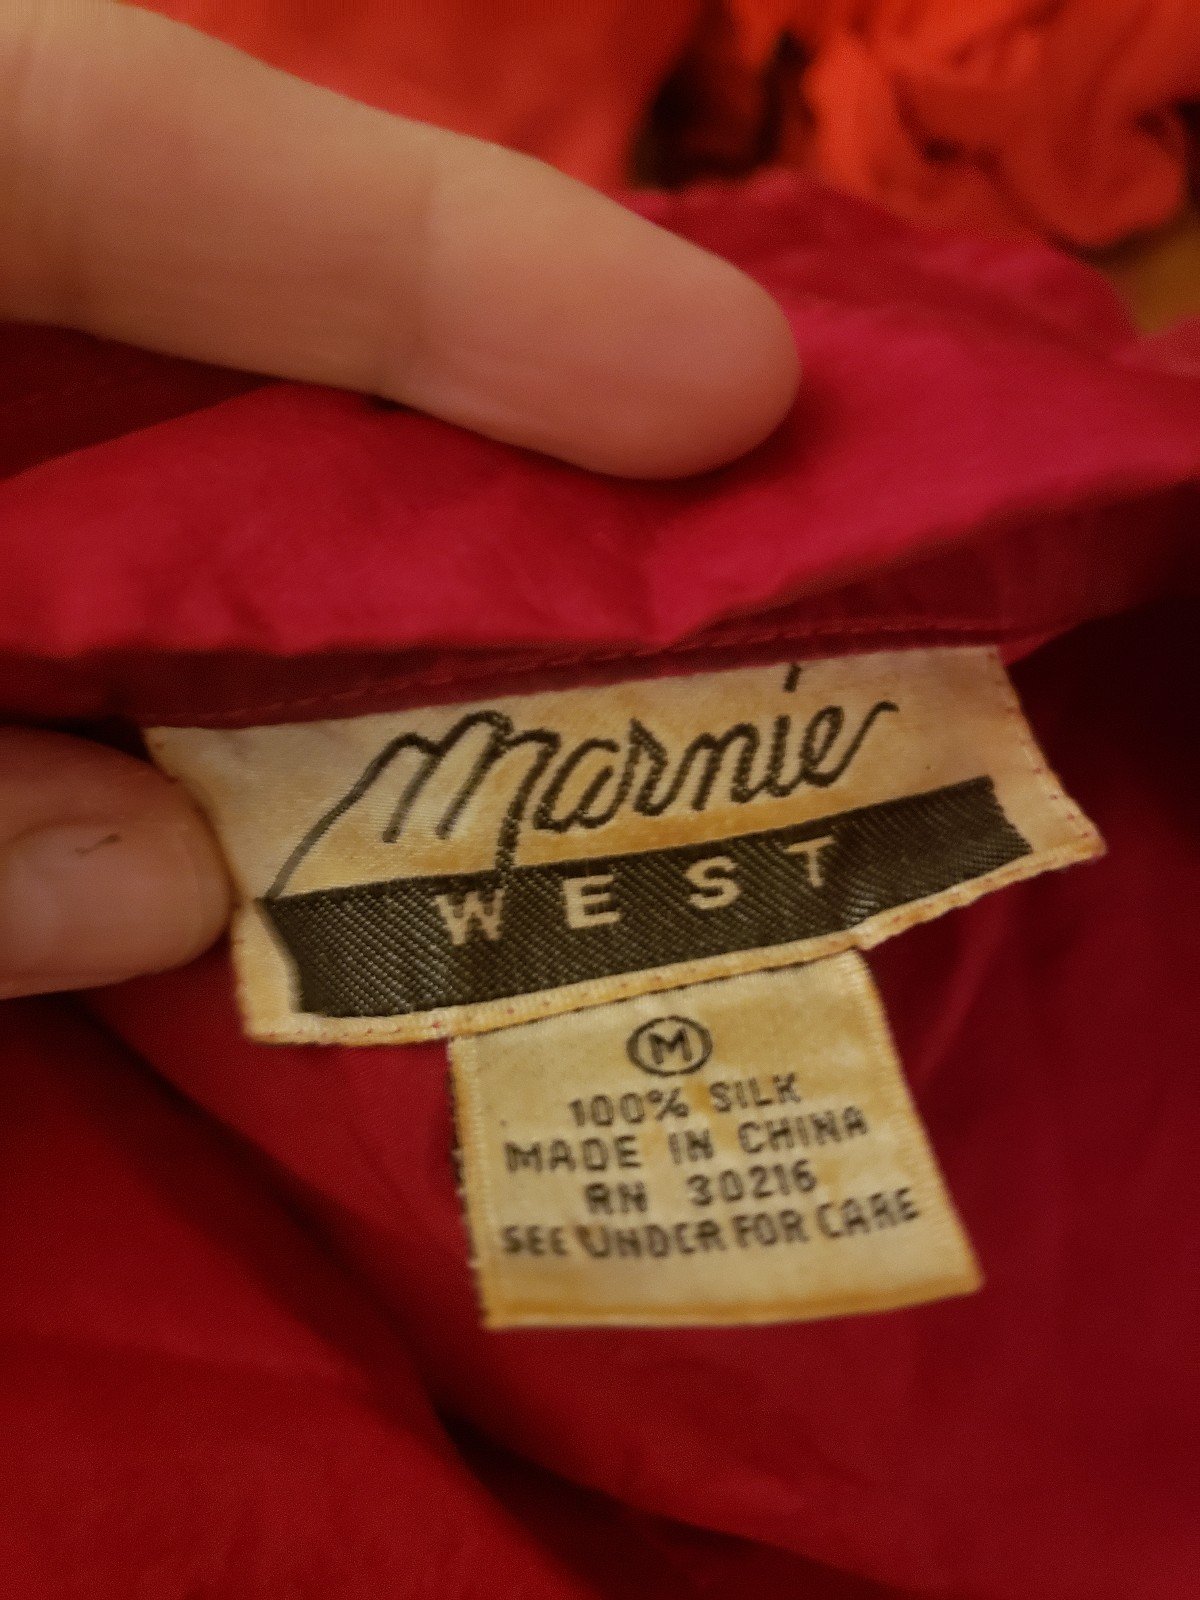 Marnie
WEST
M
100% SILK
MADE IN CHINA
RN 30216
SEE UNDER FOR CARE